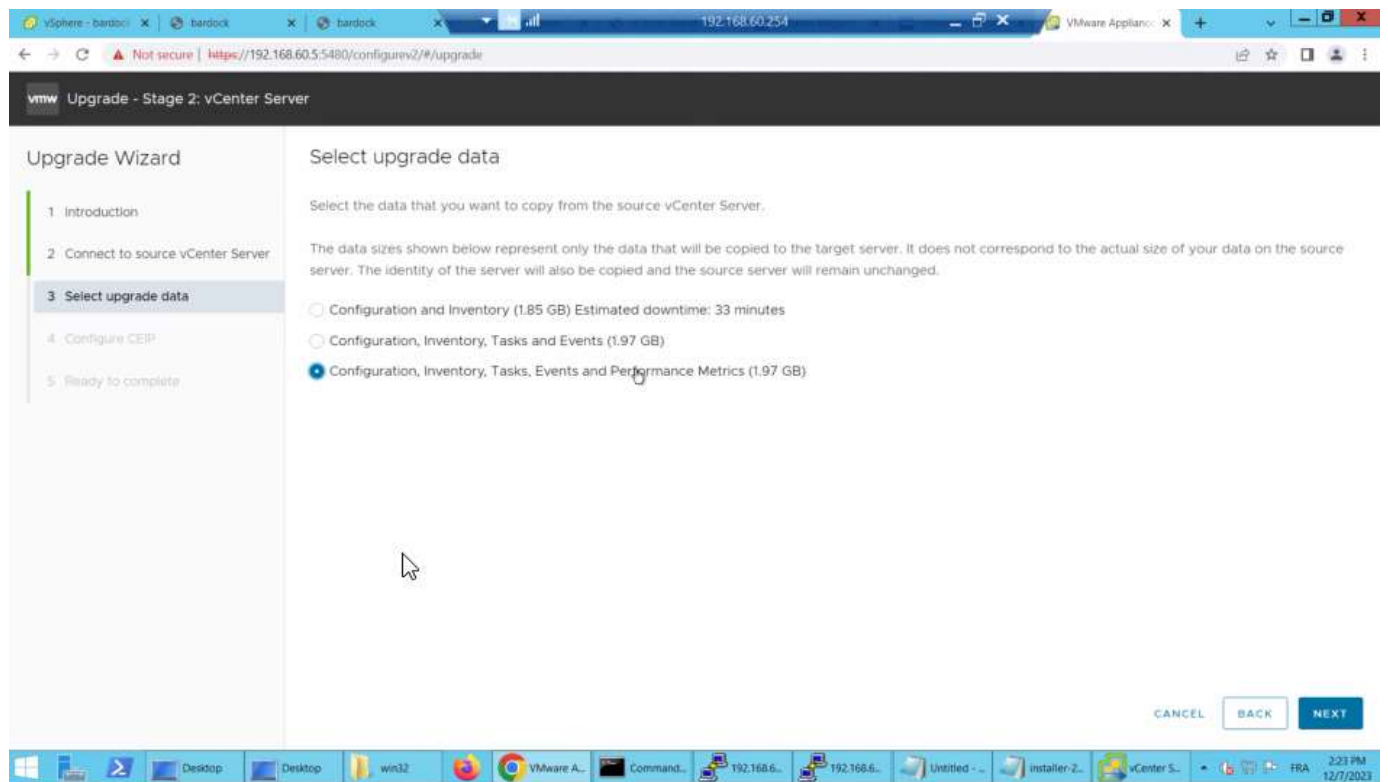 vSphere - bardock
bardock
bardock
192.168.60.254
VMware Appliance
Not secure | https://192.168.60.5:5480/configurev2/#/upgrade
vmw Upgrade - Stage 2: vCenter Server
Upgrade Wizard
1 Introduction
2 Connect to source vCenter Server
3 Select upgrade data
4 Configure CEIP
5 Ready to complete
Select upgrade data
Select the data that you want to copy from the source vCenter Server.
The data sizes shown below represent only the data that will be copied to the target server. It does not correspond to the actual size of your data on the source
server. The identity of the server will also be copied and the source server will remain unchanged.
Configuration and Inventory (1.85 GB) Estimated downtime: 33 minutes
Configuration, Inventory, Tasks and Events (1.97 GB)
Configuration, Inventory, Tasks, Events and Performance Metrics (1.97 GB)
CANCEL BACK NEXT
Desktop Desktop win32 VMware A... Command... 192.168.6... 192.168.6... Untitled - ... installer-2... vCenter S... FRA 2:23 PM
12/7/2023